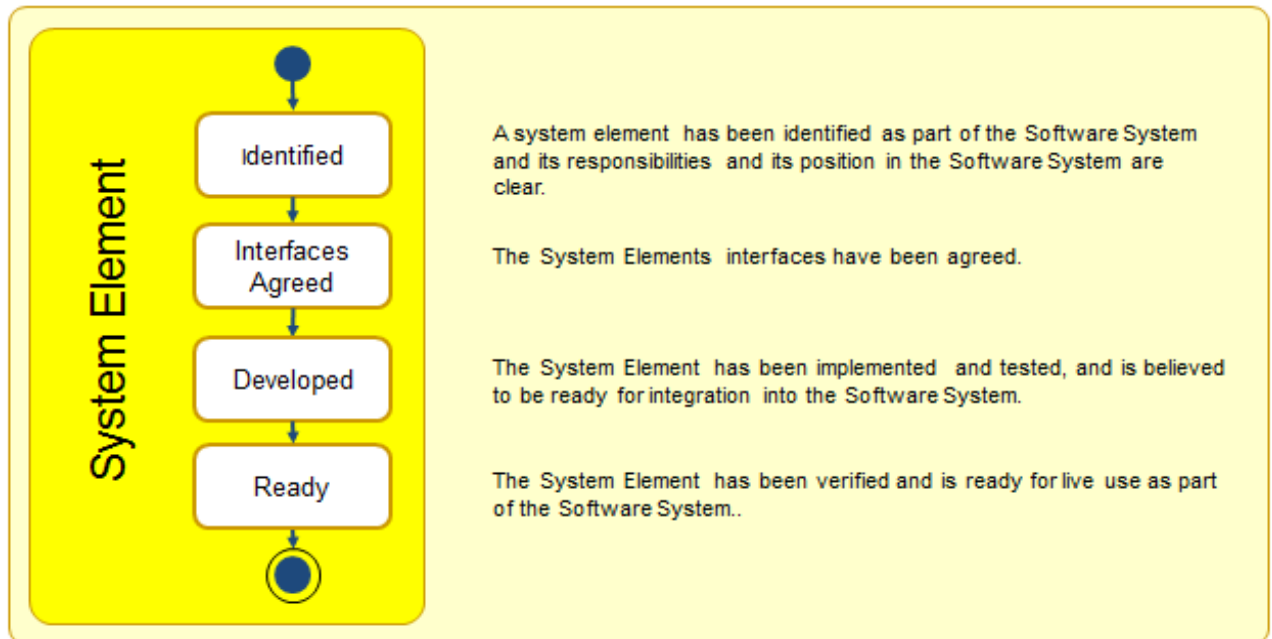 System Element
Identified
A system element has been identified as part of the Software System
and its responsibilities and its position in the Software System are
clear.
Interfaces
Agreed
The System Elements interfaces have been agreed.
Developed
The System Element has been implemented and tested, and is believed
to be ready for integration into the Software System.
Ready
The System Element has been verified and is ready for live use as part
of the Software System..